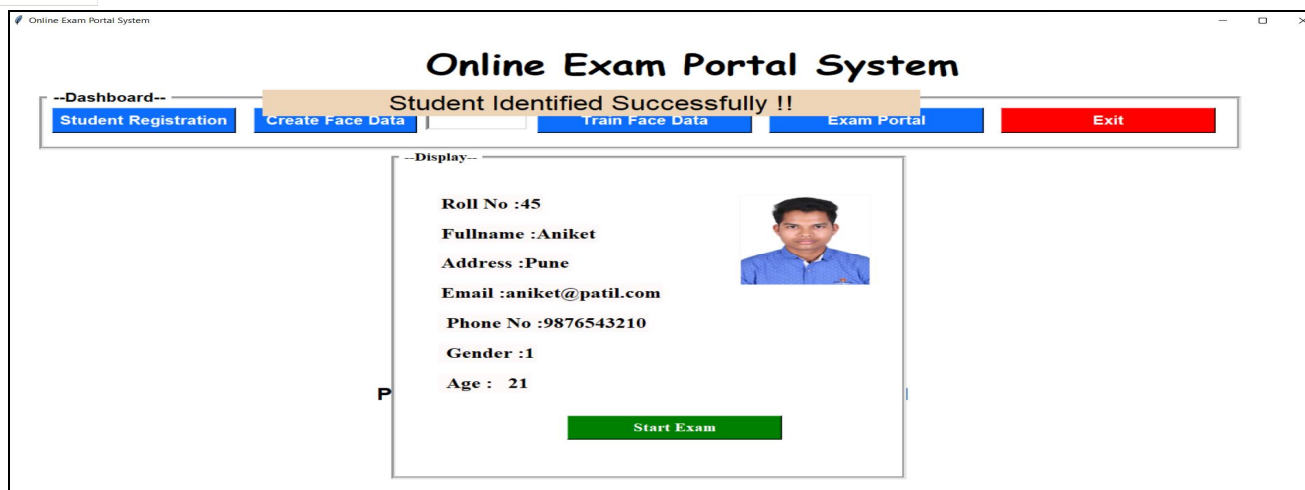 Online Exam Portal System
Online Exam Portal System
--Dashboard--
Student Identified Successfully !!
Student Registration Create Face Data Train Face Data Exam Portal Exit
--Display--
Roll No :45
Fullname :Aniket
Address :Pune
Email :aniket@patil.com
Phone No :9876543210
Gender :1
Age : 21
P
Start Exam